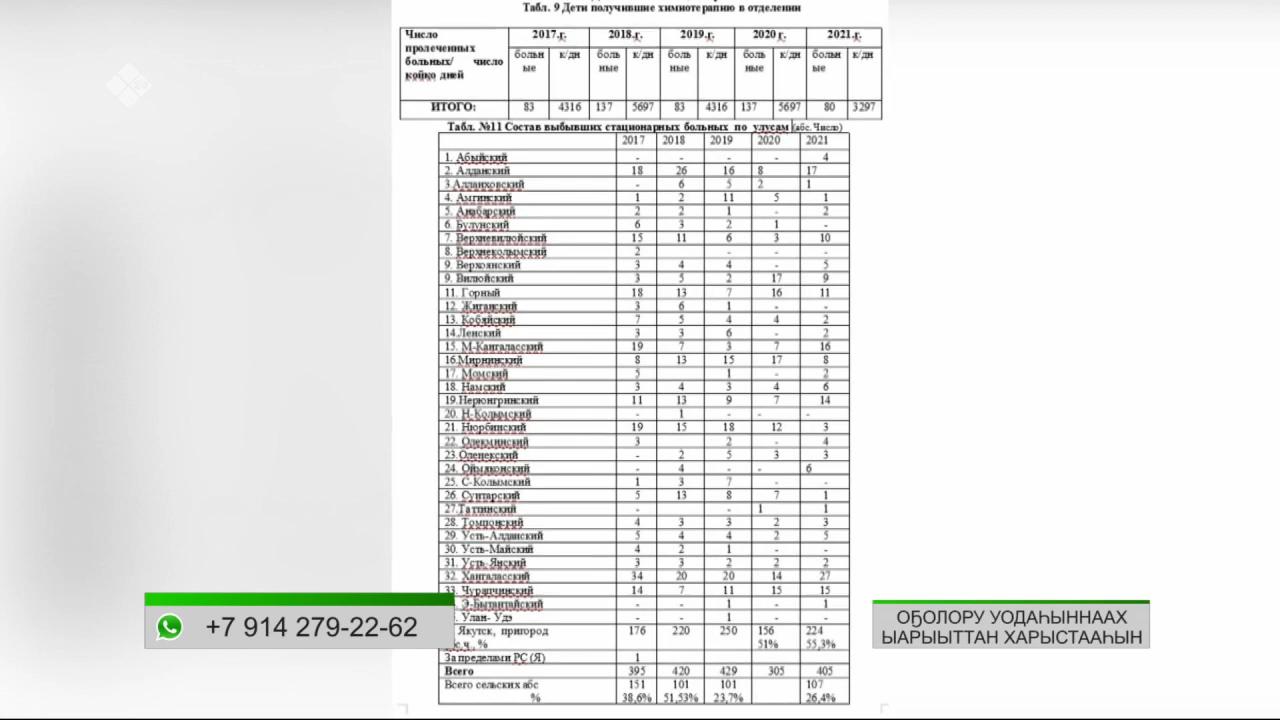 Табл. 9 Дети получившие химиотерапию в отделении
Число пролеченных больных/ число койко дней 2017.г. 2018.г. 2019.г. 2020 г. 2021.г.
больн ые к/дн боль ные к/дн боль ные к/дн боль ные к/дн больн ые к/дн
ИТОГО: 83 4316 137 5697 83 4316 137 5697 80 3297
Табл. №11 Состав выбывших стационарных больных по улусам (абс. Число)
2017 2018 2019 2020 2021
1. Абыйский - - - - 4
2. Алданский 18 26 16 8 17
3.Аллаиховский - 6 5 2 1
4. Амгинский 1 2 11 5 1
5. Анабарский 2 2 1 - 2
6. Булунский 6 3 2 1 -
7. Верхневилюйский 15 11 6 3 10
8. Верхнеколымский 2 - - -
9. Верхоянский 3 4 4 - 5
9. Вилюйский 3 5 2 17 9
11. Горный 18 13 7 16 11
12. Жиганский 3 6 1 - -
13. Кобяйский 7 5 4 4 2
14.Ленский 3 3 6 - 2
15. М-Кангаласский 19 7 3 7 16
16.Мирнинский 8 13 15 17 8
17. Момский 5 1 - 2
18. Намский 3 4 3 4 6
19.Нерюнгринский 11 13 9 7 14
20. Н-Колымский - 1 - - -
21. Нюрбинский 19 15 18 12 3
22. Олекминский 3 2 - 4
23.Оленекский - 2 5 3 3
24. Оймяконский - 4 - - 6
25. С-Колымский 1 3 7 - -
26. Сунтарский 5 13 8 7 1
27.Таттинский - - - 1 1
28. Томпонский 4 3 3 2 3
29. Усть-Алданский 5 4 4 2 5
30. Усть-Майский 4 2 1 - -
31. Усть-Янский 3 3 2 2 2
32. Хангаласский 34 20 20 14 27
33. Чурапчинский 14 7 11 15 15
. Э-Бытантайский - - 1 - 1
. Улан- Удэ - - 1 -
Якутск, пригород 176 220 250 156 224
с.ч., % 51% 55,3%
За пределами РС (Я) 1
Всего 395 420 429 305 405
Всего сельских абс 151 101 101 107
% 38,6% 51,53% 23,7% 26,4%
+7 914 279-22-62
ОҔОЛОРУ УОДАҺЫННААХ
ЫАРЫЫТТАН ХАРЫСТААҺЫН